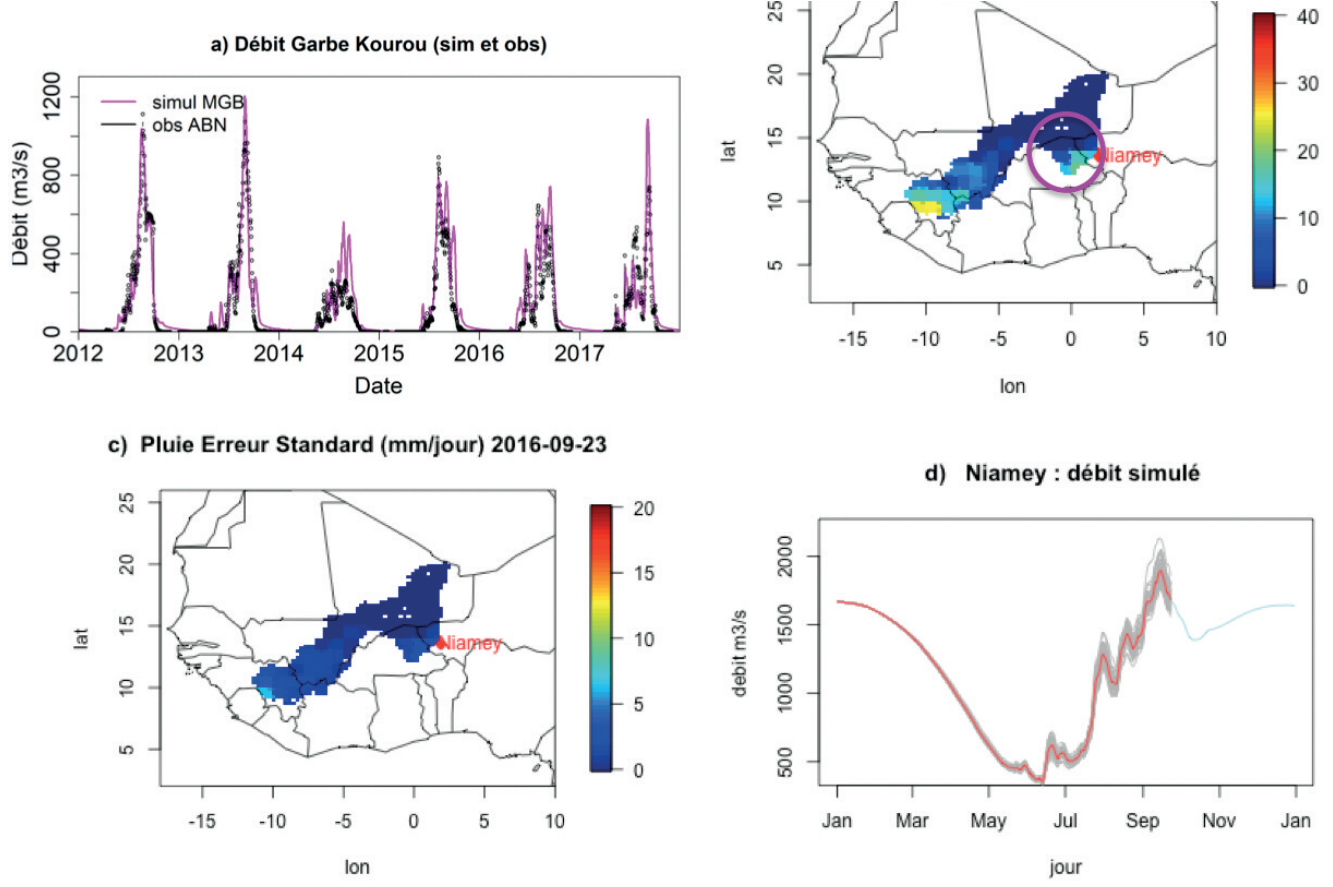 a) Débit Garbe Kourou (sim et obs)
Débit (m3/s)
1200
800
400
0
simul MGB
obs ABN
2012
2013
2014
2015
2016
2017
Date
lat
20
15
10
5
Niamey
-15
-10
-5
0
5
10
lon
40
30
20
10
0
c) Pluie Erreur Standard (mm/jour) 2016-09-23
lat
25
20
15
10
5
Niamey
-15
-10
-5
0
5
10
lon
20
15
10
5
0
d) Niamey : débit simulé
debit m3/s
2000
1500
1000
500
Jan
Mar
May
Jul
Sep
Nov
Jan
jour